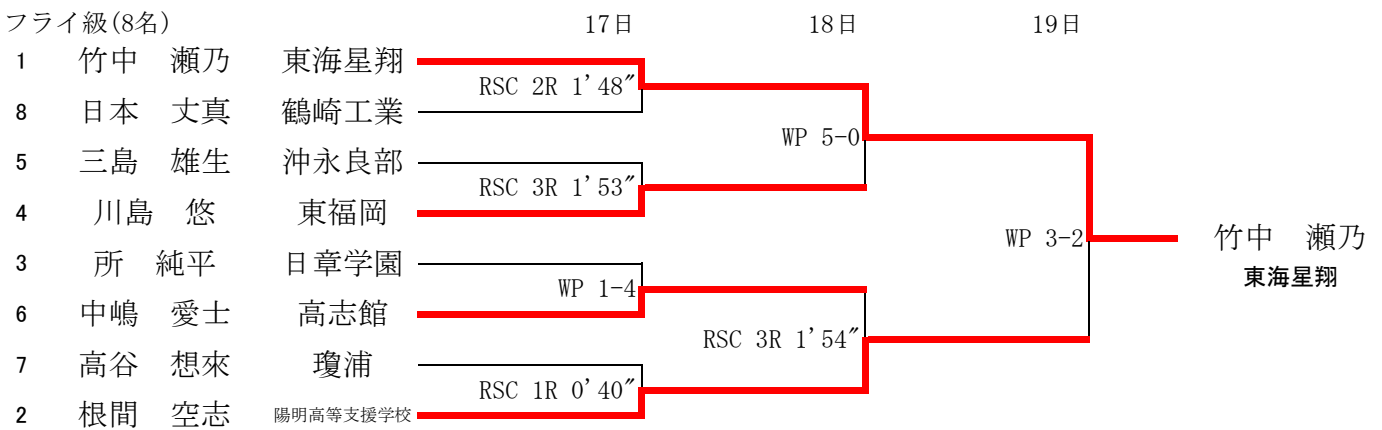 フライ級(8名) 17日 18日 19日
1 竹中 瀬乃 東海星翔
RSC 2R 1'48"
8 日本 丈真 鶴崎工業
WP 5-0
5 三島 雄生 沖永良部
RSC 3R 1'53"
4 川島 悠 東福岡
WP 3-2 竹中 瀬乃
東海星翔
3 所 純平 日章学園
WP 1-4
6 中嶋 愛士 高志館
RSC 3R 1'54"
7 高谷 想來 瓊浦
RSC 1R 0'40"
2 根間 空志 陽明高等支援学校